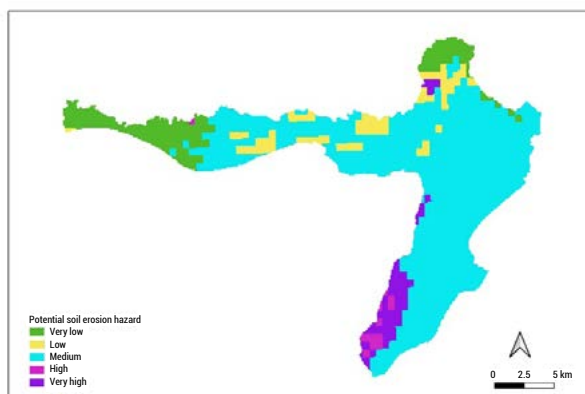 Potential soil erosion hazard
Very low
Low
Medium
High
Very high
0 2.5 5 km